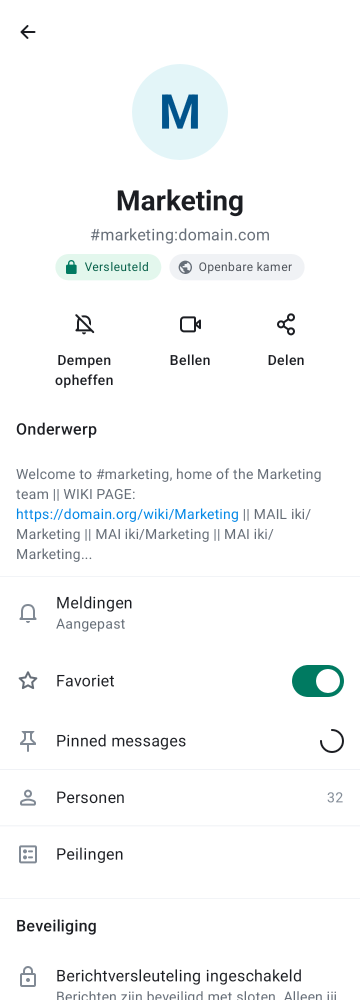 M
Marketing
#marketing:domain.com
Versleuteld
Openbare kamer
Dempen
opheffen
Bellen
Delen
Onderwerp
Welcome to #marketing, home of the Marketing
team || WIKI PAGE:
https://domain.org/wiki/Marketing || MAIL iki/
Marketing || MAI iki/Marketing || MAI iki/
Marketing...
Meldingen
Aangepast
Favoriet
Pinned messages
Personen
32
Peilingen
Beveiliging
Berichtversleuteling ingeschakeld
Berichten zijn beveiligd met sloten. Alleen jij